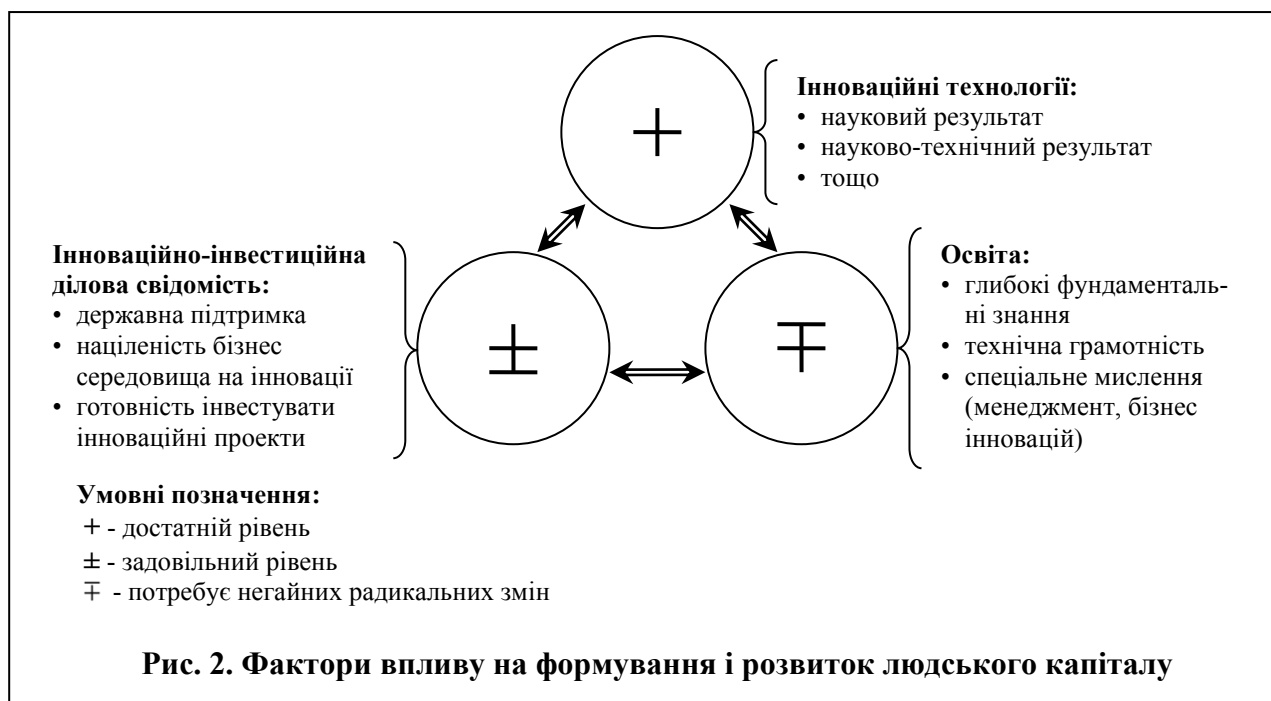 +
Інноваційні технології:
• науковий результат
• науково-технічний результат
• тощо
Інноваційно-інвестиційна
ділова свідомість:
• державна підтримка
• націленість бізнес
середовища на інновації
• готовність інвестувати
інноваційні проекти
±
∓
Освіта:
• глибокі фундаменталь-
ні знання
• технічна грамотність
• спеціальне мислення
(менеджмент, бізнес
інновацій)
Умовні позначення:
+ - достатній рівень
± - задовільний рівень
∓ - потребує негайних радикальних змін
Рис. 2. Фактори впливу на формування і розвиток людського капіталу